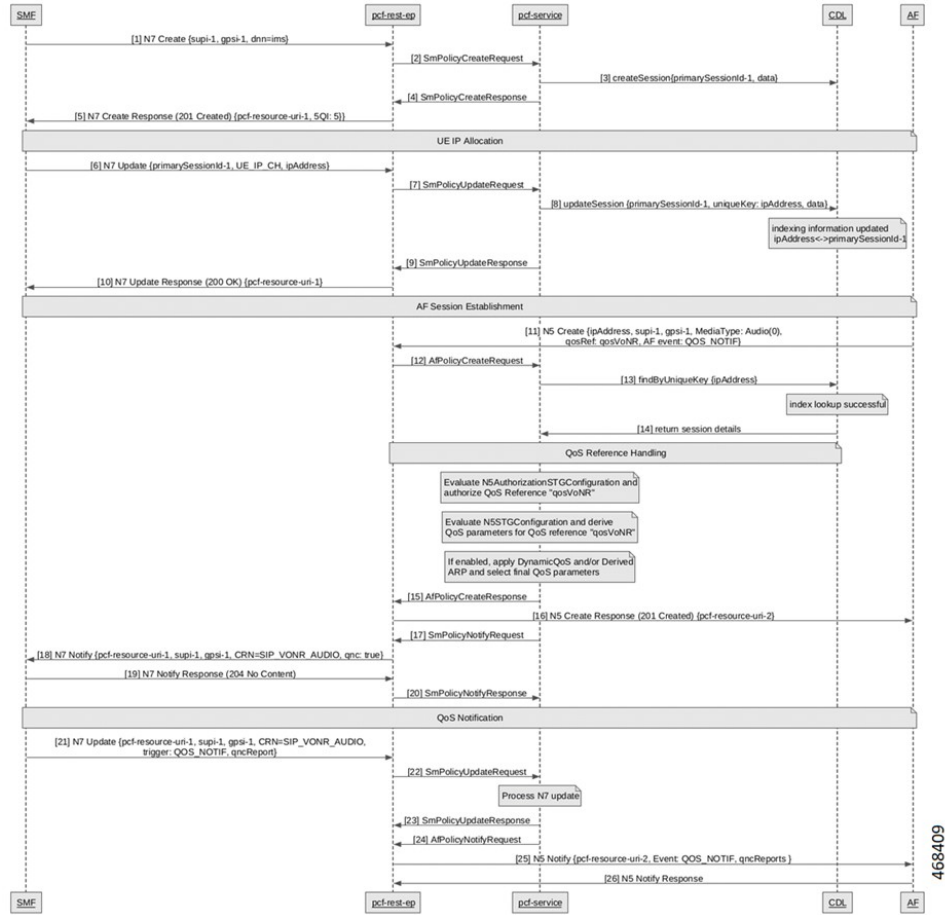 SMF
pcf-rest-ep
pcf-service
CDL
AF
[1] N7 Create {supi-1, gpsi-1, dnn=ims}
[2] SmPolicyCreateRequest
[3] createSession{primarySessionId-1, data}
[4] SmPolicyCreateResponse
[5] N7 Create Response (201 Created) {pcf-resource-uri-1, 5QI: 5}}
UE IP Allocation
[6] N7 Update {primarySessionId-1, UE_IP_CH, ipAddress}
[7] SmPolicyUpdateRequest
[8] updateSession {primarySessionId-1, uniqueKey: ipAddress, data}
indexing information updated
ipAddress<->primarySessionId-1
[9] SmPolicyUpdateResponse
[10] N7 Update Response (200 OK) {pcf-resource-uri-1}
AF Session Establishment
[11] N5 Create {ipAddress, supi-1, gpsi-1, MediaType: Audio(0),
qosRef: qosVoNR, AF event: QOS_NOTIF}
[12] AfPolicyCreateRequest
[13] findByUniqueKey {ipAddress}
index lookup successful
[14] return session details
QoS Reference Handling
Evaluate N5AuthorizationSTGConfiguration and
authorize QoS Reference "qosVoNR"
Evaluate N5STGConfiguration and derive
QoS parameters for QoS reference "qosVoNR"
If enabled, apply DynamicQoS and/or Derived
ARP and select final QoS parameters
[15] AfPolicyCreateResponse
[16] N5 Create Response (201 Created) {pcf-resource-uri-2}
[17] SmPolicyNotifyRequest
[18] N7 Notify {pcf-resource-uri-1, supi-1, gpsi-1, CRN=SIP_VONR_AUDIO, qnc: true}
[19] N7 Notify Response (204 No Content)
[20] SmPolicyNotifyResponse
QoS Notification
[21] N7 Update {pcf-resource-uri-1, supi-1, gpsi-1, CRN=SIP_VONR_AUDIO,
trigger: QOS_NOTIF, qncReport}
[22] SmPolicyUpdateRequest
Process N7 update
[23] SmPolicyUpdateResponse
[24] AfPolicyNotifyRequest
[25] N5 Notify {pcf-resource-uri-2, Event: QOS_NOTIF, qncReports }
[26] N5 Notify Response
SMF
pcf-rest-ep
pcf-service
CDL
AF
468409